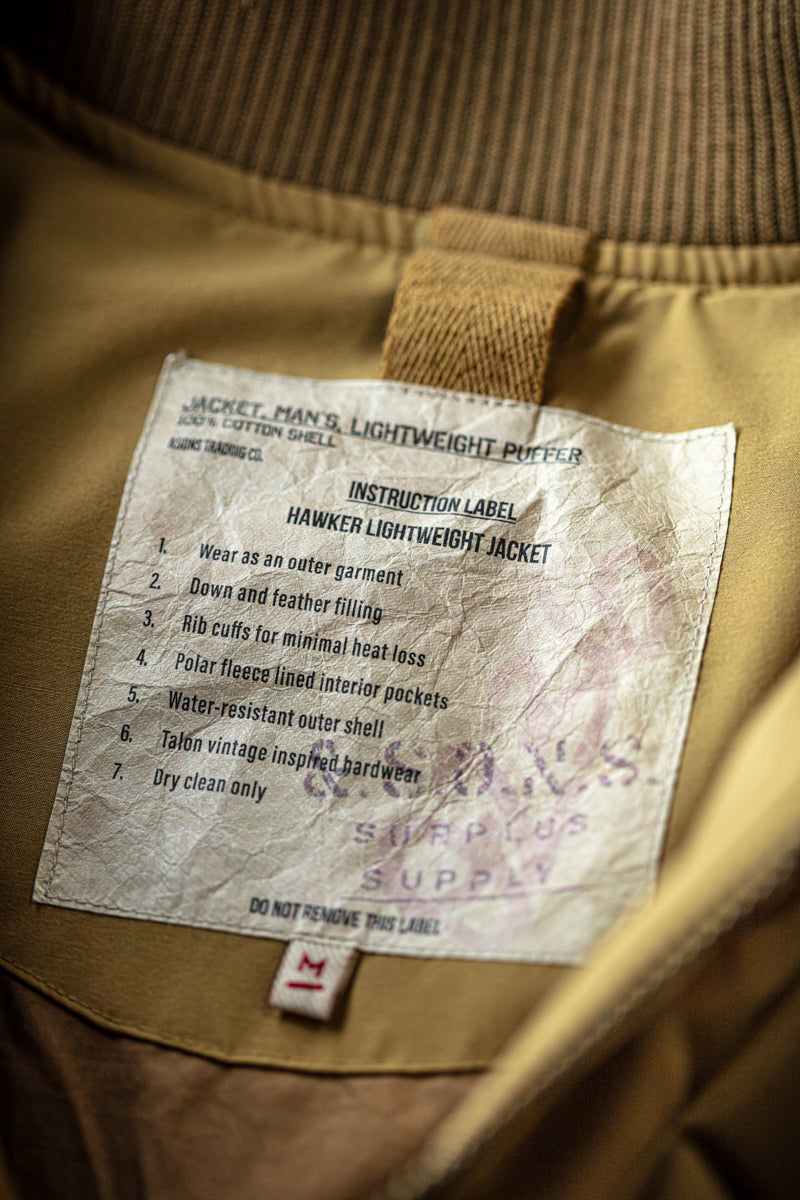 JACKET, MAN'S, LIGHTWEIGHT PUFFER
100% COTTON SHELL
&SONS TRADING CO.
INSTRUCTION LABEL
HAWKER LIGHTWEIGHT JACKET
1. Wear as an outer garment
2. Down and feather filling
3. Rib cuffs for minimal heat loss
4. Polar fleece lined interior pockets
5. Water-resistant outer shell
6. Talon vintage inspired hardwear
7. Dry clean only
&.S.O.N.S.
SURPLUS
SUPPLY
DO NOT REMOVE THIS LABEL
M